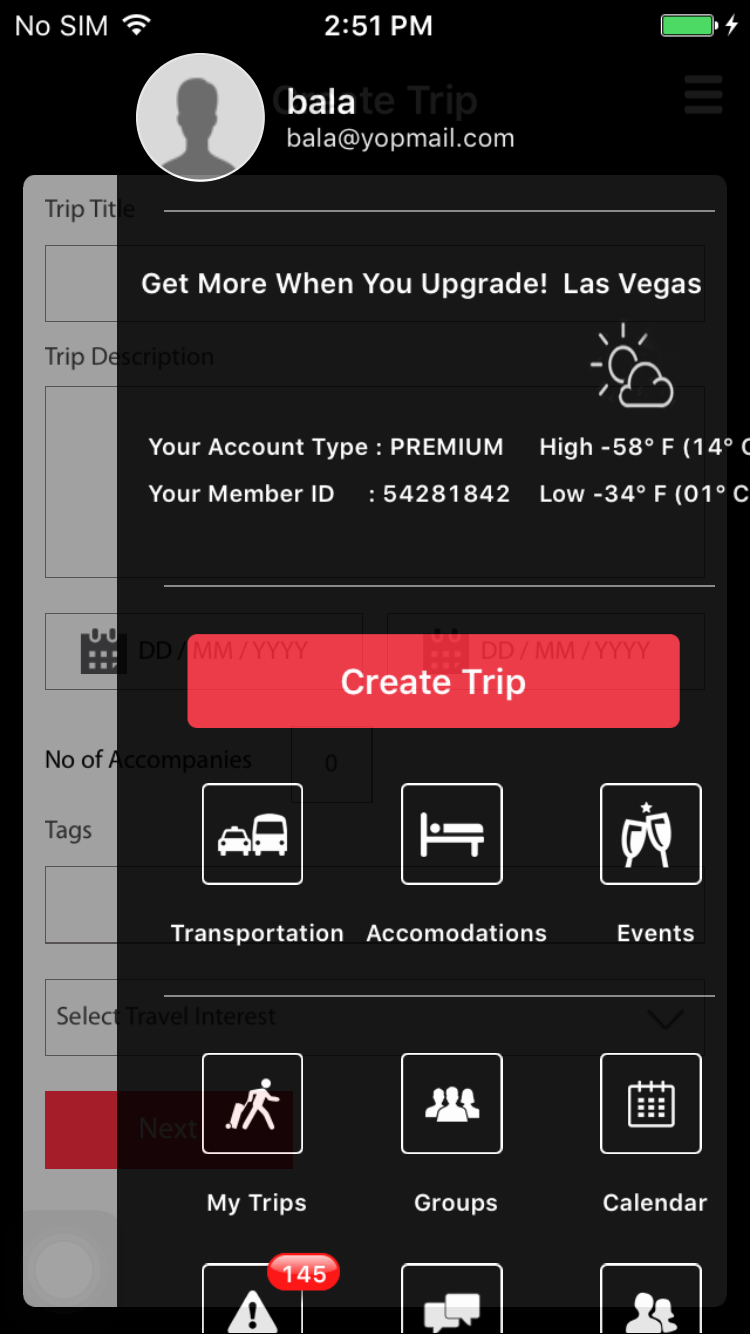 No SIM 2:51 PM
Create Trip
bala
bala@yopmail.com
Trip Title
Get More When You Upgrade! Las Vegas
Trip Description
Your Account Type : PREMIUM High -58° F (14° C
Your Member ID : 54281842 Low -34° F (01° C
DD / MM / YYYY DD / MM / YYYY
Create Trip
No of Accompanies 0
Tags
Transportation Accomodations Events
Select Travel Interest
Next
My Trips Groups Calendar
145